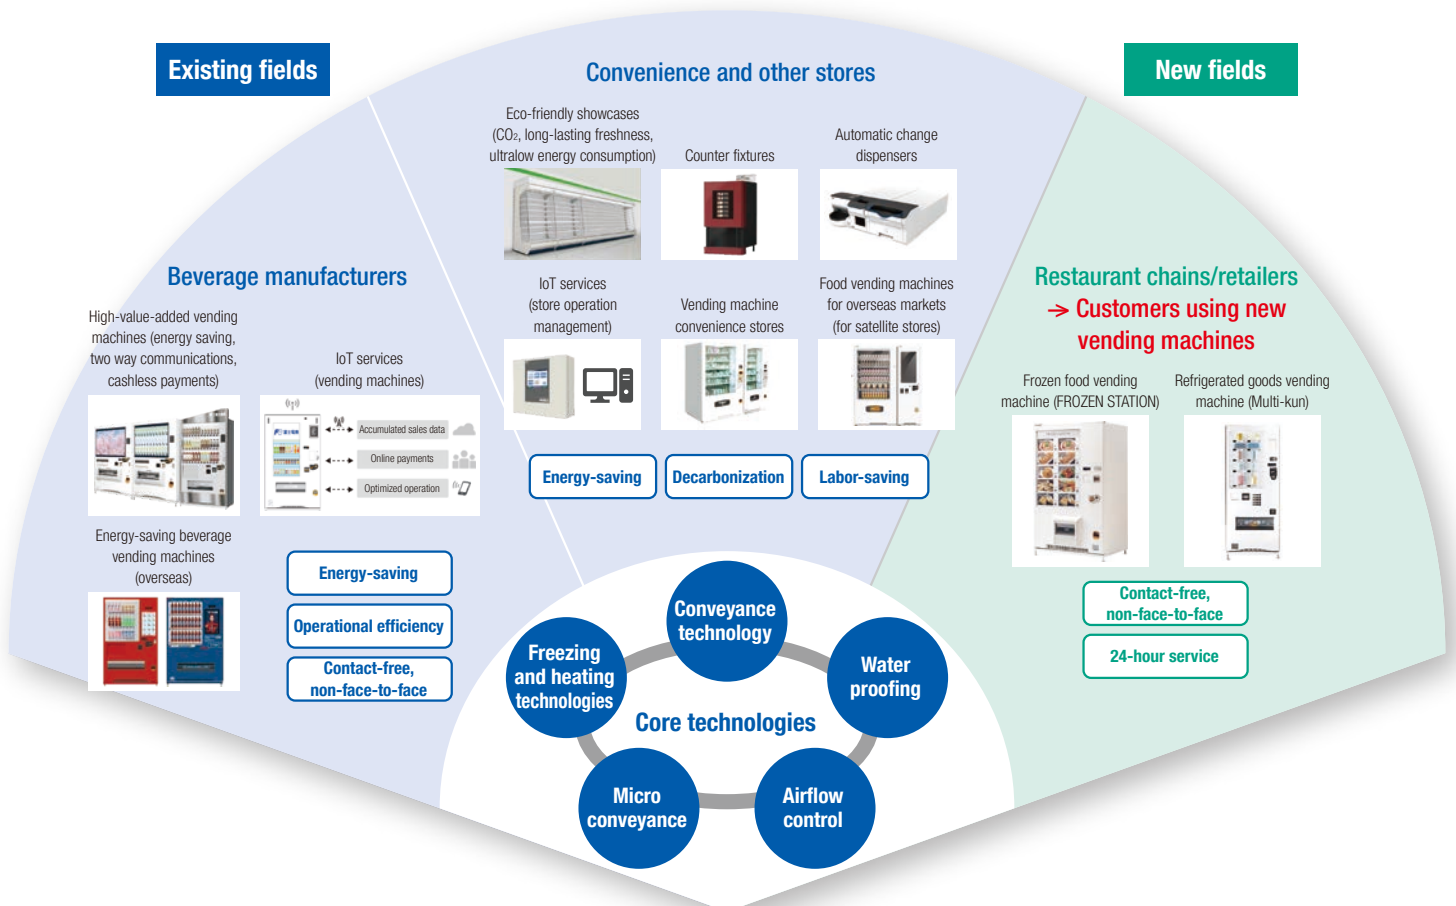 Existing fields
Convenience and other stores
New fields
Eco-friendly showcases
(CO₂, long-lasting freshness,
ultralow energy consumption)
Counter fixtures
Automatic change
dispensers
IoT services
(store operation
management)
Vending machine
convenience stores
Food vending machines
for overseas markets
(for satellite stores)
Energy-saving
Decarbonization
Labor-saving
Beverage manufacturers
High-value-added vending
machines (energy saving,
two way communications,
cashless payments)
IoT services
(vending machines)
Accumulated sales data
Online payments
Optimized operation
Energy-saving beverage
vending machines
(overseas)
Energy-saving
Operational efficiency
Contact-free,
non-face-to-face
Restaurant chains/retailers
→ Customers using new
vending machines
Frozen food vending
machine (FROZEN STATION)
Refrigerated goods vending
machine (Multi-kun)
Contact-free,
non-face-to-face
24-hour service
Conveyance
technology
Freezing
and heating
technologies
Water
proofing
Core technologies
Micro
conveyance
Airflow
control